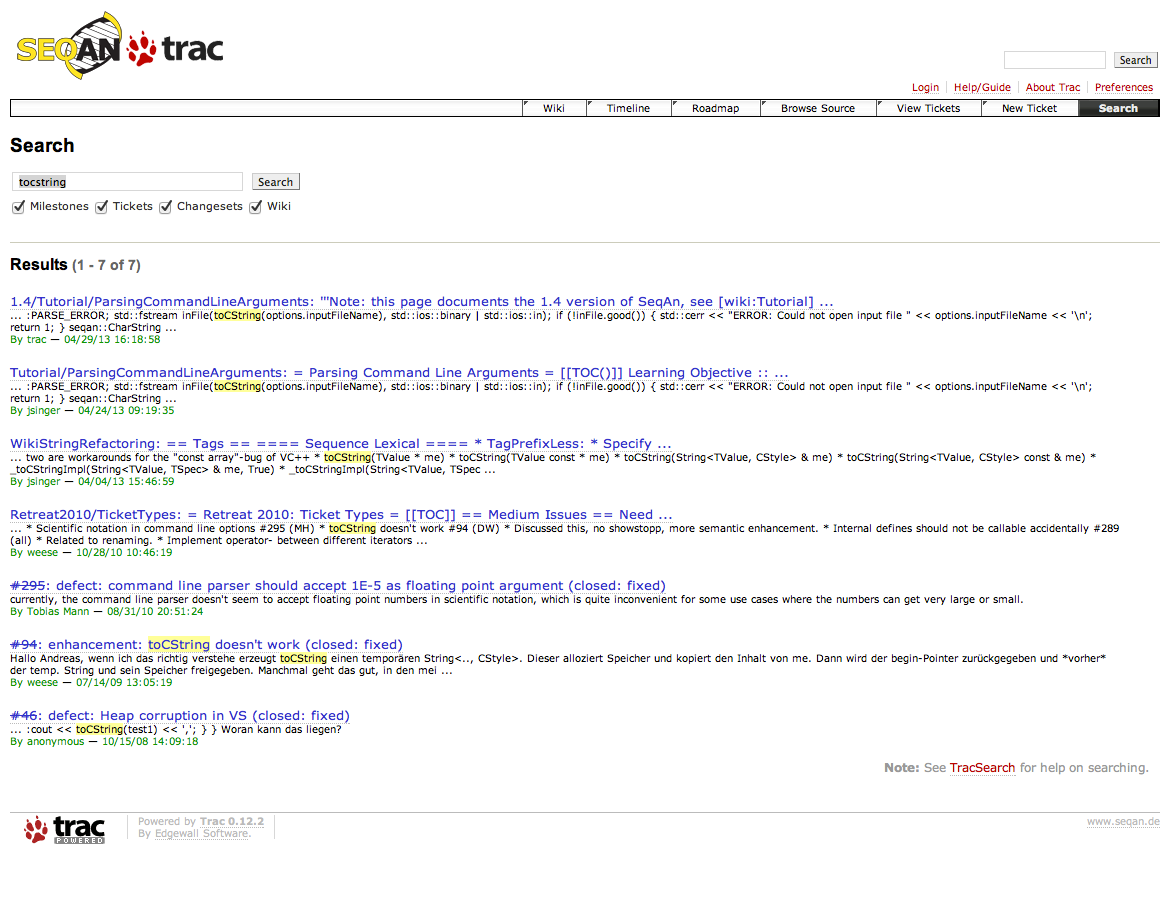 SEQAN trac
Search
Login Help/Guide About Trac Preferences
Wiki Timeline Roadmap Browse Source View Tickets New Ticket Search
Search
tocstring Search
Milestones Tickets Changesets Wiki
Results (1 - 7 of 7)
1.4/Tutorial/ParsingCommandLineArguments: '''Note: this page documents the 1.4 version of SeqAn, see [wiki:Tutorial] ...
... :PARSE_ERROR; std::fstream inFile(toCString(options.inputFileName), std::ios::binary | std::ios::in); if (!inFile.good()) { std::cerr << "ERROR: Could not open input file " << options.inputFileName << '\n';
return 1; } seqan::CharString ...
By trac — 04/29/13 16:18:58
Tutorial/ParsingCommandLineArguments: = Parsing Command Line Arguments = [[TOC()]] Learning Objective :: ...
... :PARSE_ERROR; std::fstream inFile(toCString(options.inputFileName), std::ios::binary | std::ios::in); if (!inFile.good()) { std::cerr << "ERROR: Could not open input file " << options.inputFileName << '\n';
return 1; } seqan::CharString ...
By jsinger — 04/24/13 09:19:35
WikiStringRefactoring: == Tags == ==== Sequence Lexical ==== * TagPrefixLess: * Specify ...
... two are workarounds for the "const array"-bug of VC++ * toCString(TValue * me) * toCString(TValue const * me) * toCString(String<TValue, CStyle> & me) * toCString(String<TValue, CStyle> const & me) *
_toCStringImpl(String<TValue, TSpec> & me, True) * _toCStringImpl(String<TValue, TSpec ...
By jsinger — 04/04/13 15:46:59
Retreat2010/TicketTypes: = Retreat 2010: Ticket Types = [[TOC]] == Medium Issues == Need ...
... * Scientific notation in command line options #295 (MH) * toCString doesn't work #94 (DW) * Discussed this, no showstopp, more semantic enhancement. * Internal defines should not be callable accidentally #289
(all) * Related to renaming. * Implement operator- between different iterators ...
By weese — 10/28/10 10:46:19
#295: defect: command line parser should accept 1E-5 as floating point argument (closed: fixed)
currently, the command line parser doesn't seem to accept floating point numbers in scientific notation, which is quite inconvenient for some use cases where the numbers can get very large or small.
By Tobias Mann — 08/31/10 20:51:24
#94: enhancement: toCString doesn't work (closed: fixed)
Hallo Andreas, wenn ich das richtig verstehe erzeugt toCString einen temporären String<.., CStyle>. Dieser alloziert Speicher und kopiert den Inhalt von me. Dann wird der begin-Pointer zurückgegeben und *vorher*
der temp. String und sein Speicher freigegeben. Manchmal geht das gut, in den mei ...
By weese — 07/14/09 13:05:19
#46: defect: Heap corruption in VS (closed: fixed)
... :cout << toCString(test1) << ','; } } Woran kann das liegen?
By anonymous — 10/15/08 14:09:18
Note: See TracSearch for help on searching.
trac POWERED
Powered by Trac 0.12.2
By Edgewall Software.
www.seqan.de